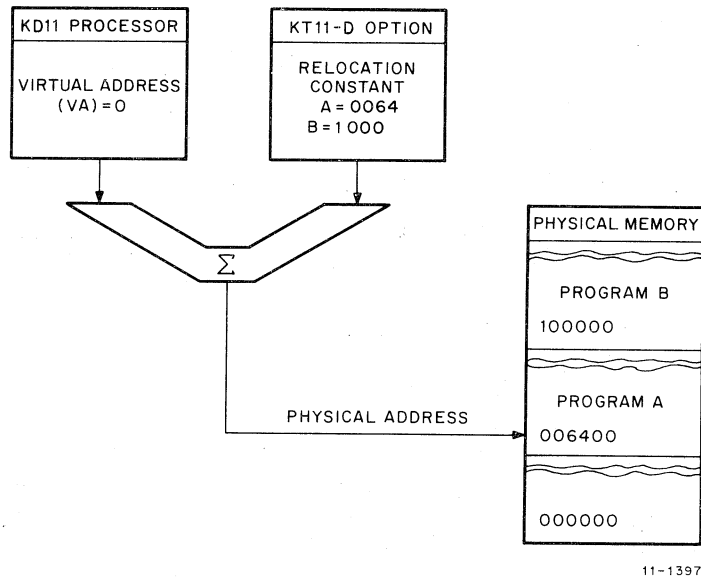 KD11 PROCESSOR
VIRTUAL ADDRESS
(VA)=0
KT11-D OPTION
RELOCATION
CONSTANT
A=0064
B=1000
Σ
PHYSICAL ADDRESS
PHYSICAL MEMORY
PROGRAM B
100000
PROGRAM A
006400
000000
11-1397